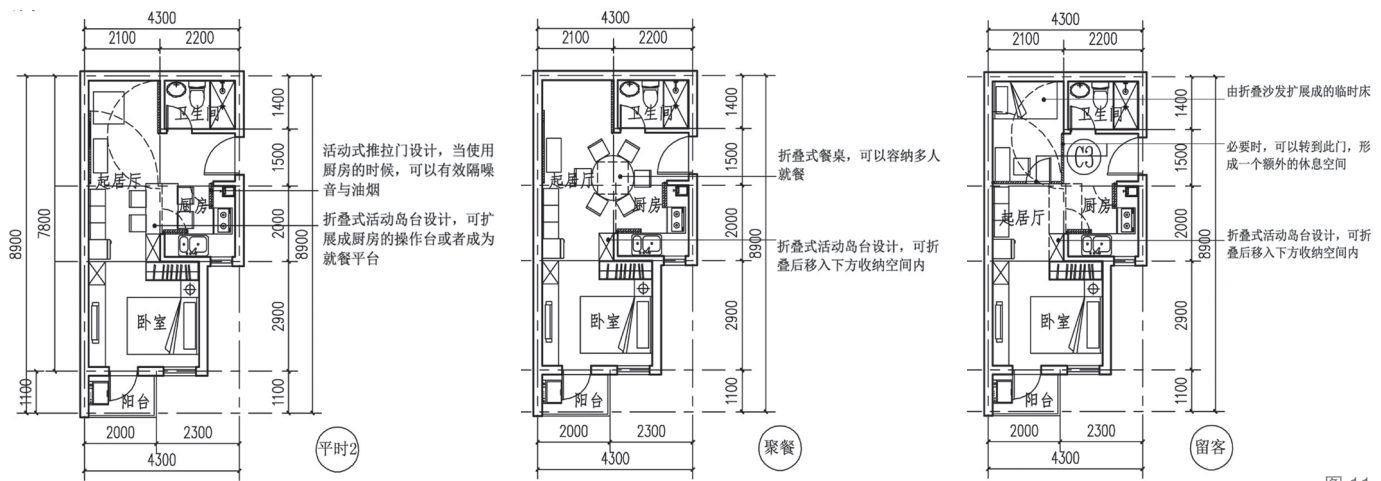 4300
2100 2200
8900
7800
1100
1400
1500
2000
2900
1100
8900
卫生间
起居厅
厨房
卧室
阳台
2000 2300
4300
平时2
活动式推拉门设计，当使用
厨房的时候，可以有效隔噪
音与油烟
折叠式活动岛台设计，可扩
展成厨房的操作台或者成为
就餐平台
4300
2100 2200
1400
1500
2000
2900
1100
8900
卫生间
起居厅
厨房
卧室
阳台
2000 2300
4300
聚餐
折叠式餐桌，可以容纳多人
就餐
折叠式活动岛台设计，可折
叠后移入下方收纳空间内
4300
2100 2200
1400
1500
2000
2900
1100
8900
卫生间
起居厅
厨房
卧室
阳台
2000 2300
4300
留客
由折叠沙发扩展成的临时床
必要时，可以转到此门，形
成一个额外的休息空间
折叠式活动岛台设计，可折
叠后移入下方收纳空间内